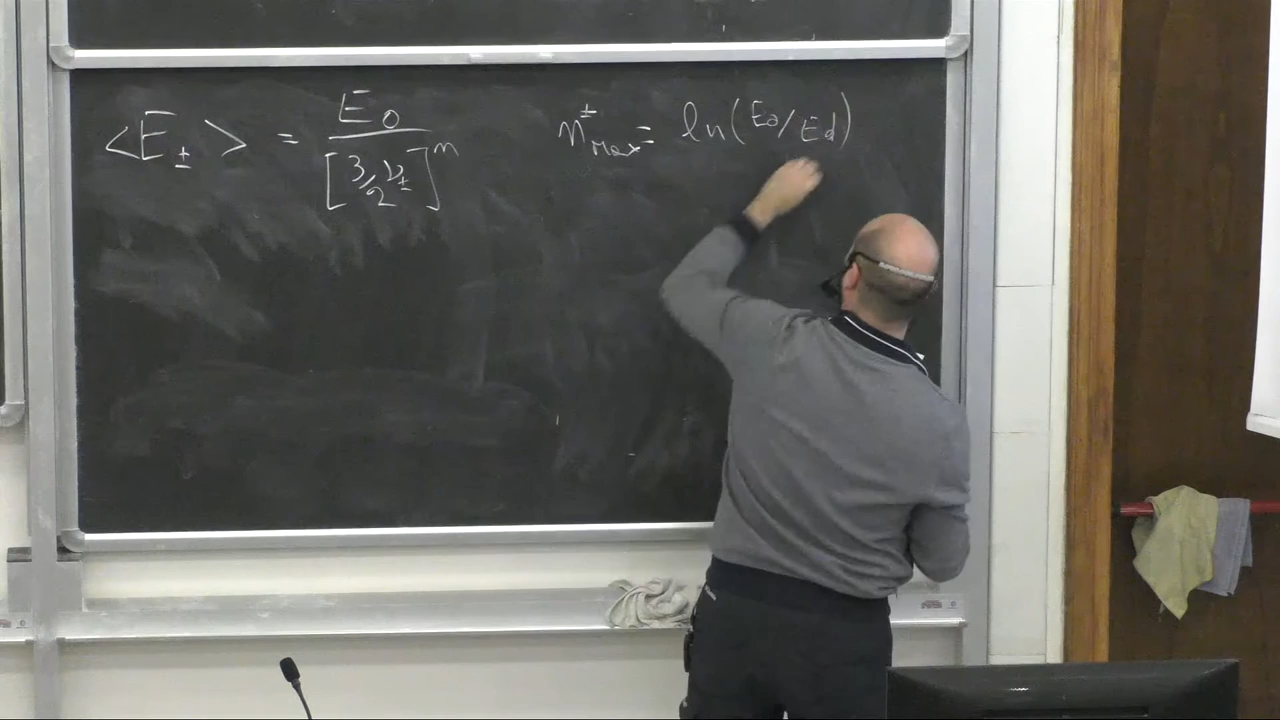 <E±> = E₀ / [3/2 ν±]ⁿ
n±Max = ln(E₀/Ed)